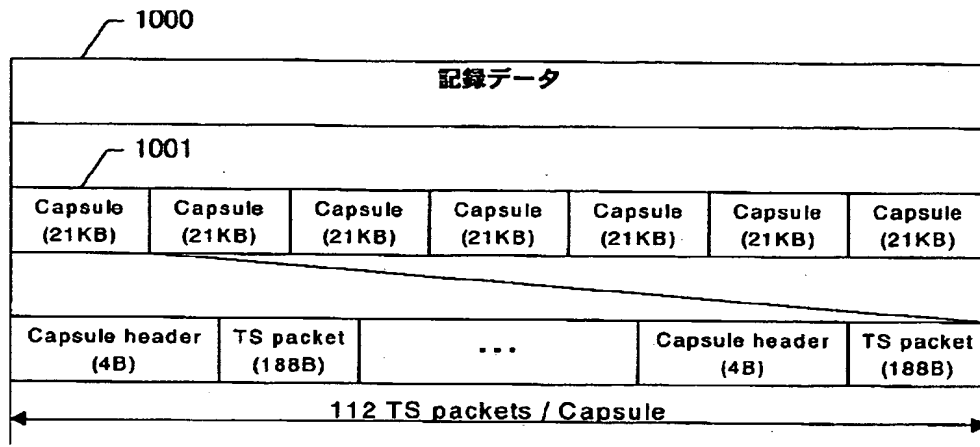 1000
記録データ
1001
Capsule Capsule Capsule Capsule Capsule Capsule Capsule
(21KB) (21KB) (21KB) (21KB) (21KB) (21KB) (21KB)
Capsule header TS packet ... Capsule header TS packet
(4B) (188B) (4B) (188B)
112 TS packets / Capsule